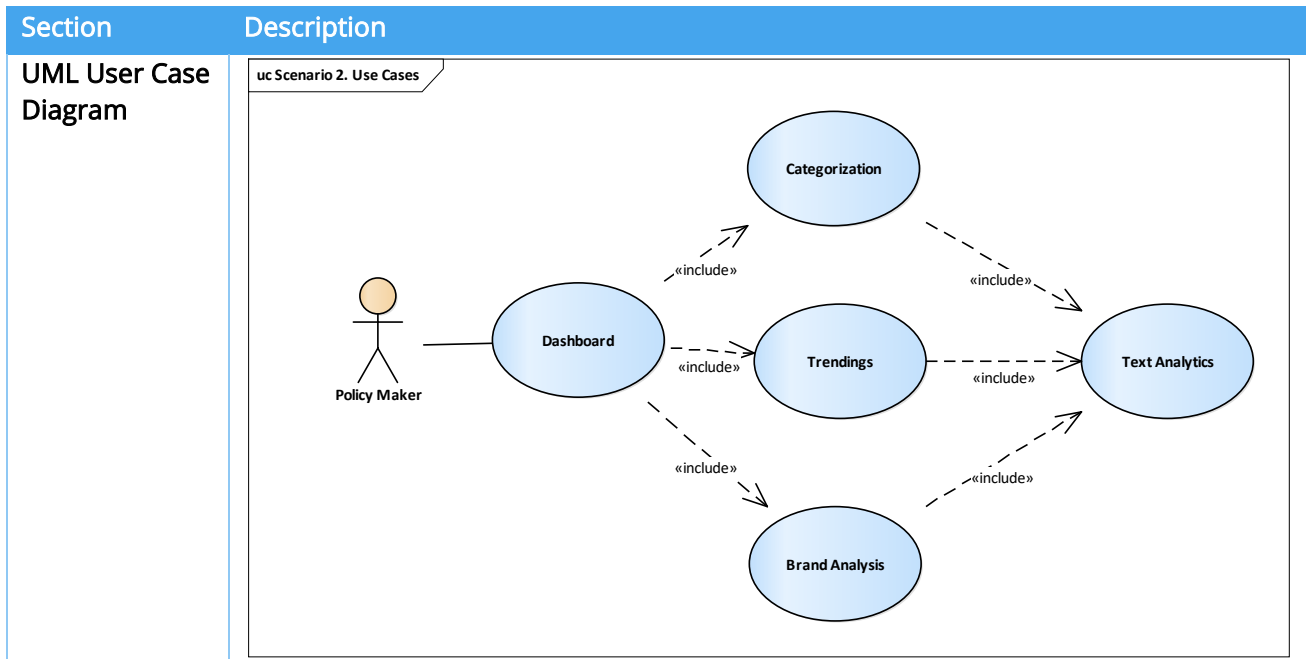 Section
Description
UML User Case
Diagram
uc Scenario 2. Use Cases
Categorization
«include»
«include»
Policy Maker
Dashboard
«include»
Trendings
«include»
Text Analytics
«include»
«include»
Brand Analysis